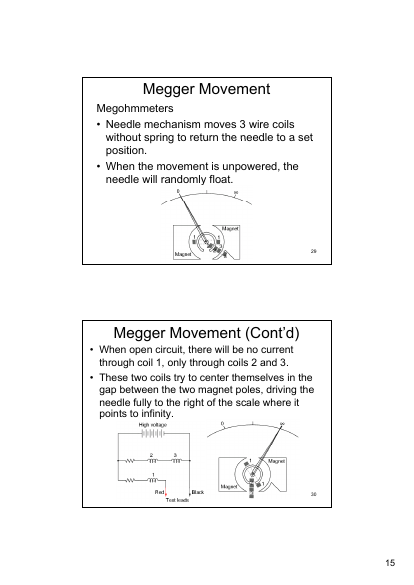 Megger Movement
Megohmmeters
• Needle mechanism moves 3 wire coils
without spring to return the needle to a set
position.
• When the movement is unpowered, the
needle will randomly float.
0
∞
Magnet
1
1
Magnet
29
Megger Movement (Cont’d)
• When open circuit, there will be no current
through coil 1, only through coils 2 and 3.
• These two coils try to center themselves in the
gap between the two magnet poles, driving the
needle fully to the right of the scale where it
points to infinity.
High voltage
2 3
1
Red Black
Test leads
0
∞
1
Magnet
Magnet
1
30
15